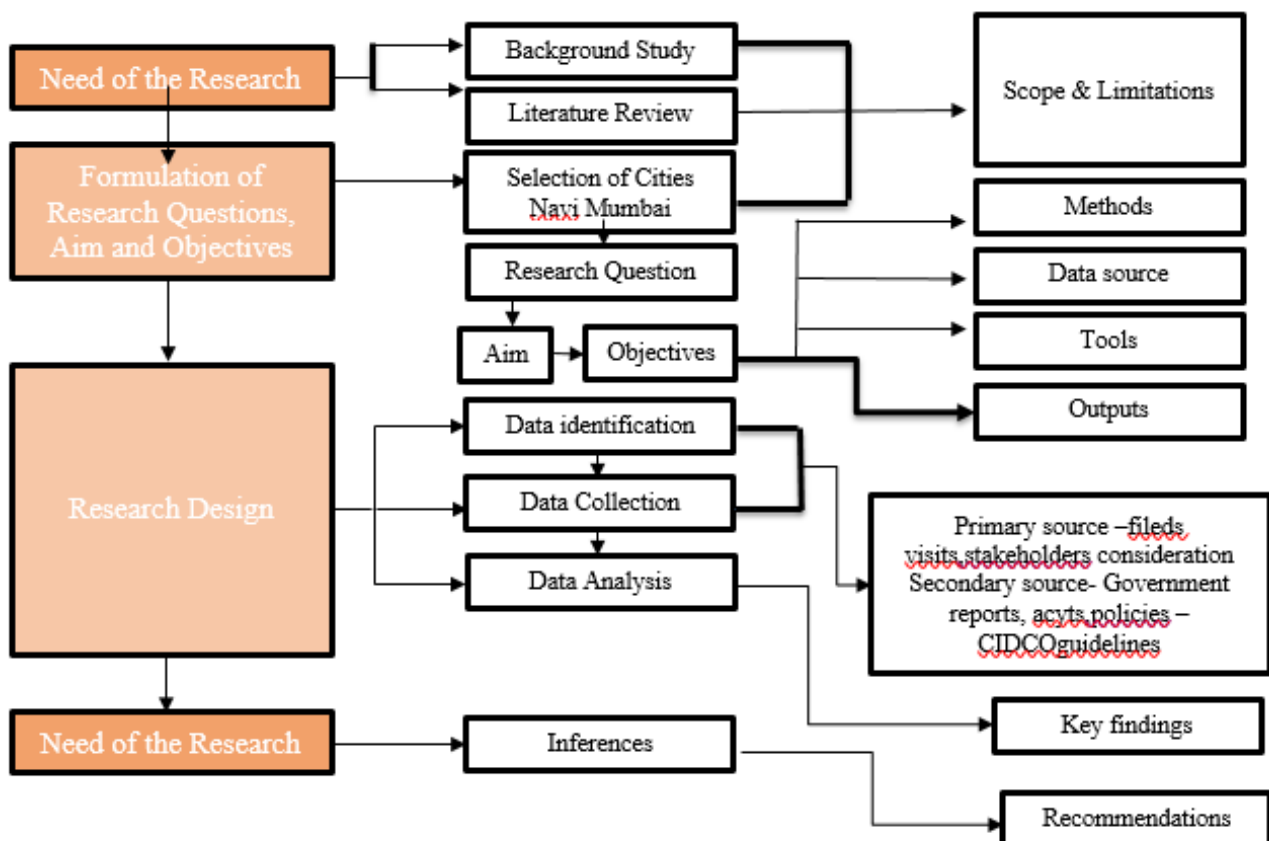 Need of the Research
Background Study
Literature Review
Scope & Limitations
Formulation of
Research Questions,
Aim and Objectives
Selection of Cities
Navi Mumbai
Research Question
Aim
Objectives
Methods
Data source
Tools
Outputs
Research Design
Data identification
Data Collection
Data Analysis
Primary source –fileds
visits,stakeholders consideration
Secondary source- Government
reports, acyts,policies –
CIDCOguidelines
Key findings
Need of the Research
Inferences
Recommendations